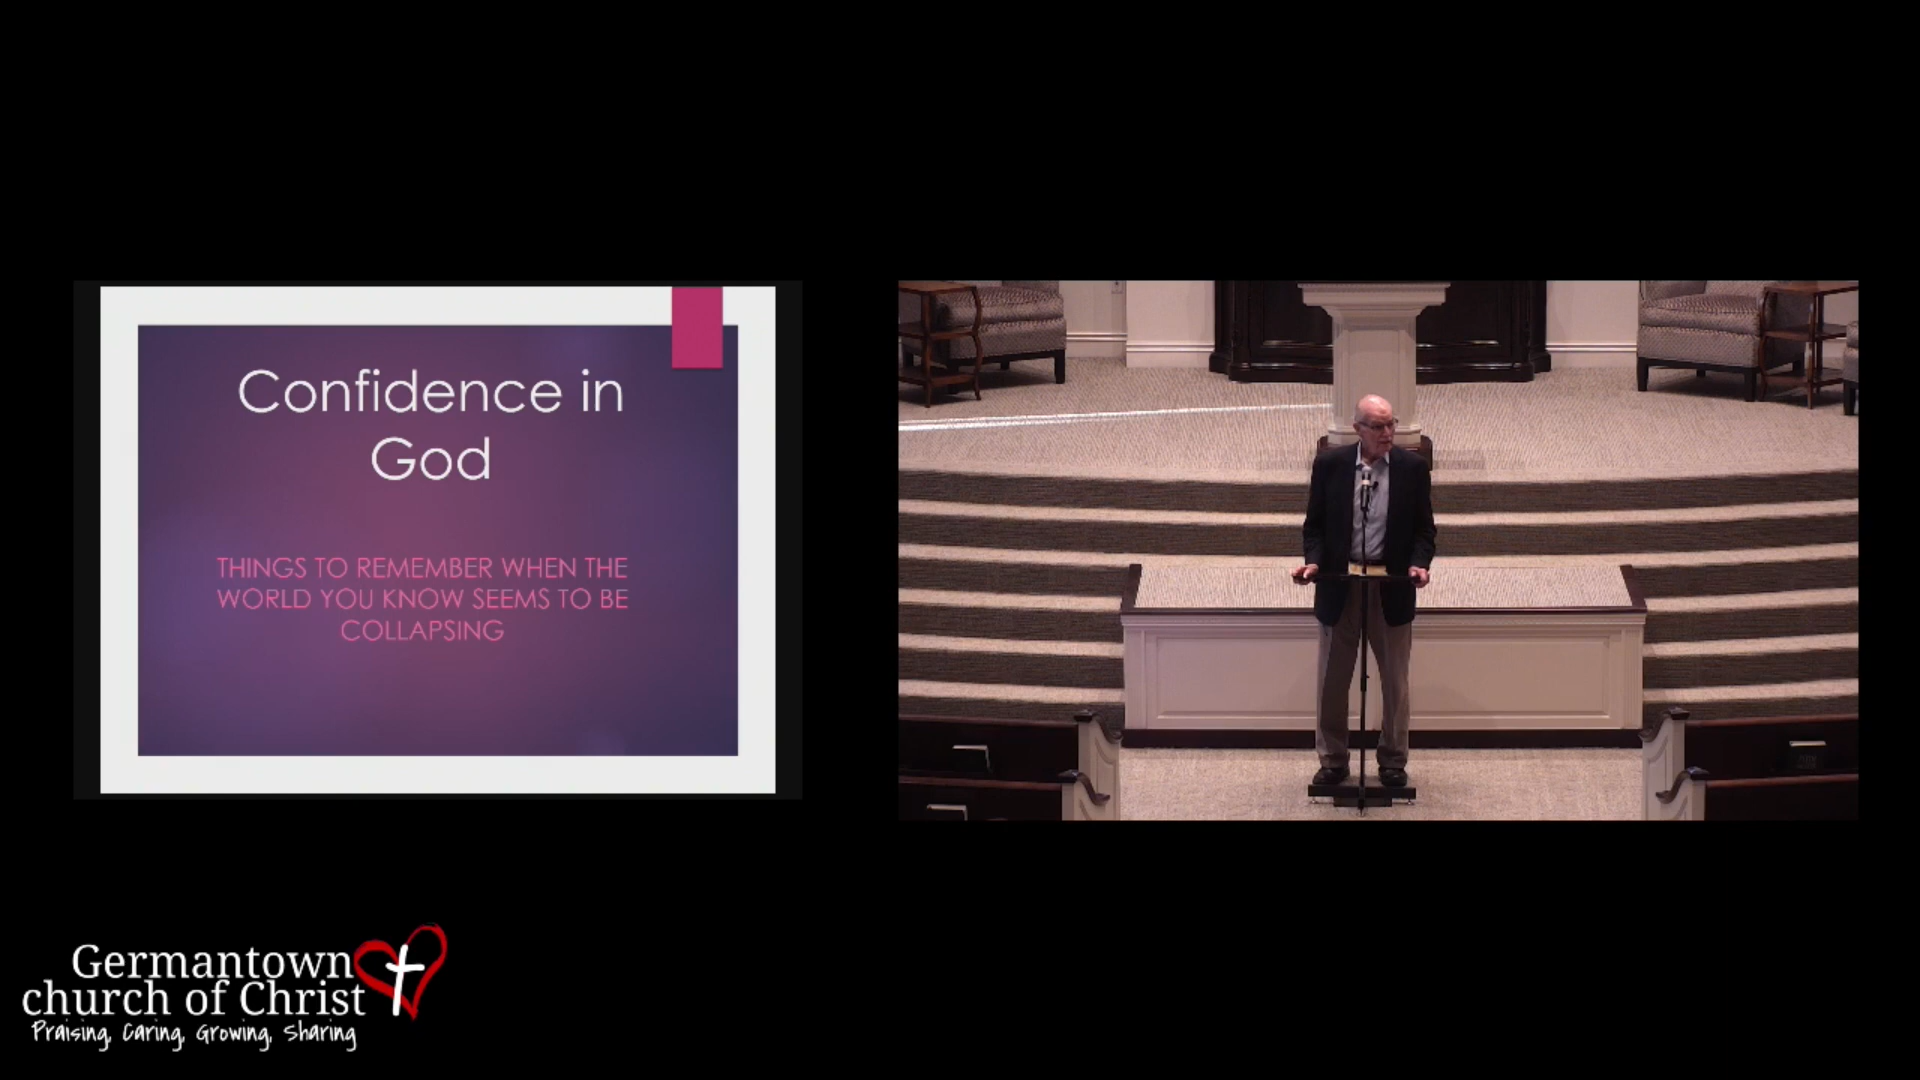 Confidence in
God
THINGS TO REMEMBER WHEN THE
WORLD YOU KNOW SEEMS TO BE
COLLAPSING
Germantown
church of Christ
Praising, Caring, Growing, Sharing